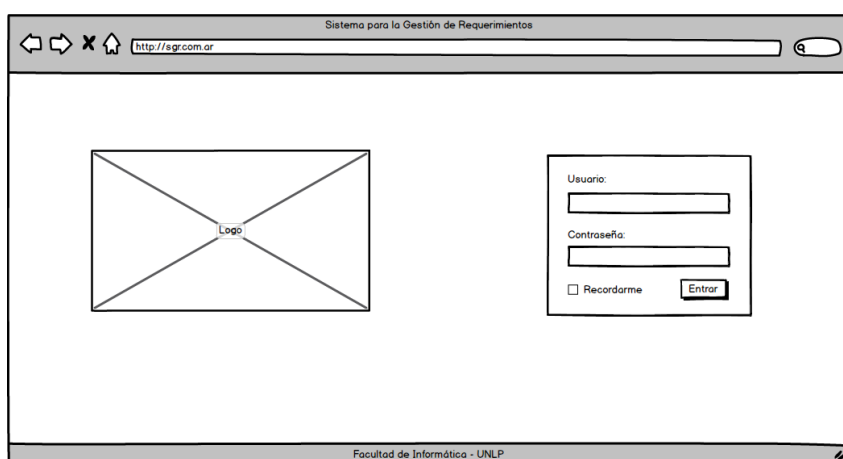 Sistema para la Gestión de Requerimientos
http://sgr.com.ar
Logo
Usuario:
Contraseña:
Recordarme
Entrar
Facultad de Informática - UNLP